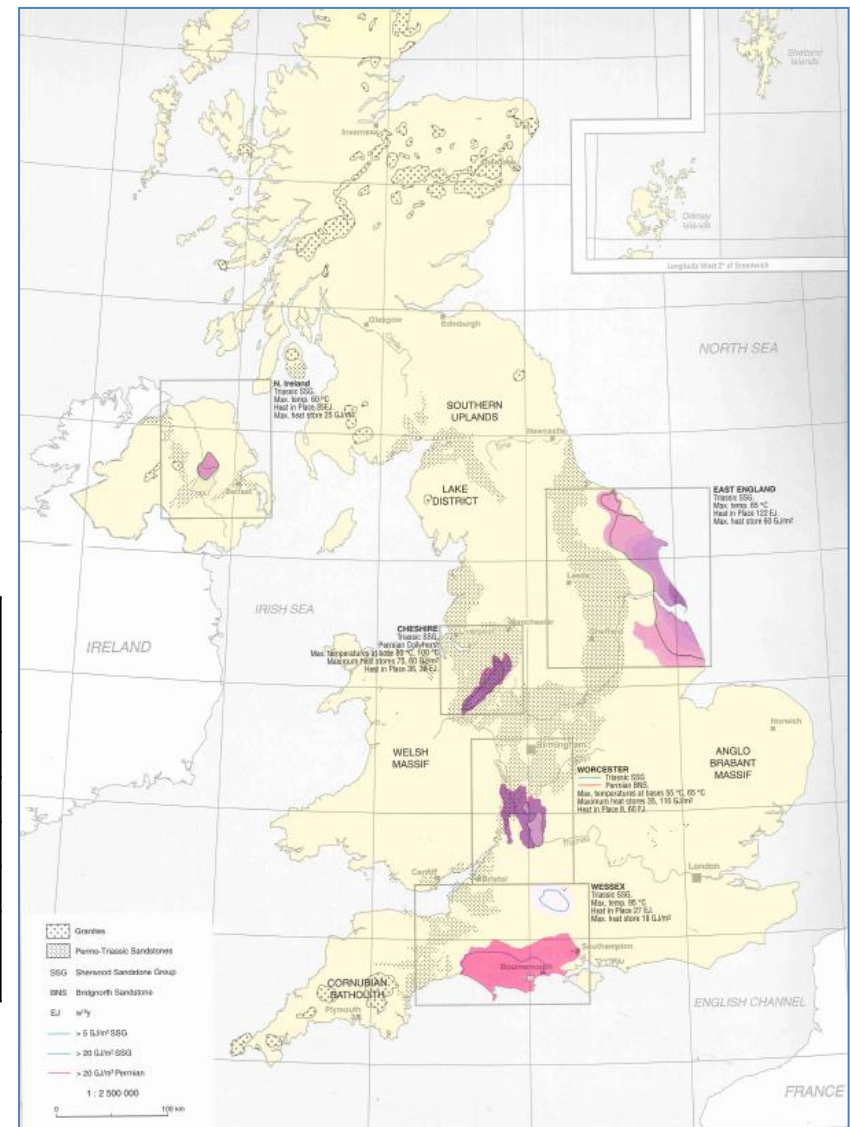 Shetland
Islands
Inverness
Orkney
Islands
Longitude West 2° of Greenwich
Glasgow
Edinburgh
Clyde
NORTH SEA
N. Ireland
Triassic SSG.
Max. temp. 60 °C
Heat in Place 35EJ.
Max. heat store 25 GJ/m²
SOUTHERN
UPLANDS
Newcastle
Tyne
Belfast
LAKE
DISTRICT
EAST ENGLAND
Triassic SSG.
Max. temp. 65 °C
Heat in Place 122 EJ.
Max. heat store 60 GJ/m²
Leeds
IRISH SEA
CHESHIRE
Triassic SSG.
Permian Collyhurst
Max. temperatures at base 80 °C, 100 °C
Maximum heat stores 75, 60 GJ/m²
Heat in Place 36, 38 EJ.
Liverpool
Manchester
Sheffield
IRELAND
Norwich
Birmingham
WELSH
MASSIF
ANGLO
BRABANT
MASSIF
WORCESTER
Triassic SSG
Permian BNS.
Max. temperatures at bases 55 °C, 65 °C
Maximum heat stores 35, 110 GJ/m²
Heat in Place 8, 60 EJ.
Thames
London
Cardiff
Bristol
WESSEX
Triassic SSG.
Max. temp. 95 °C
Heat in Place 27 EJ.
Max. heat store 18 GJ/m²
Southampton
Bournemouth
CORNUBIAN
BATHOLITH
Plymouth
ENGLISH CHANNEL
FRANCE
Granites
Permo-Triassic Sandstones
SSG Sherwood Sandstone Group
BNS Bridgnorth Sandstone
EJ
> 5 GJ/m² SSG
> 20 GJ/m² SSG
> 20 GJ/m² Permian
1 : 2 500 000
0 100 km